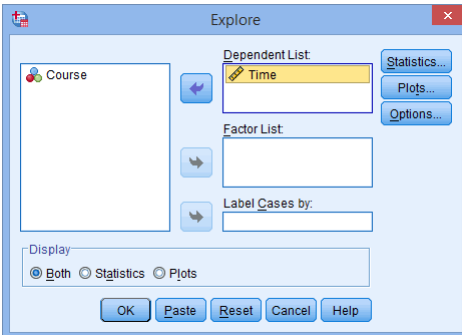 Explore
Dependent List:
Course
Time
Statistics...
Plots...
Options...
Factor List:
Label Cases by:
Display
Both Statistics Plots
OK Paste Reset Cancel Help